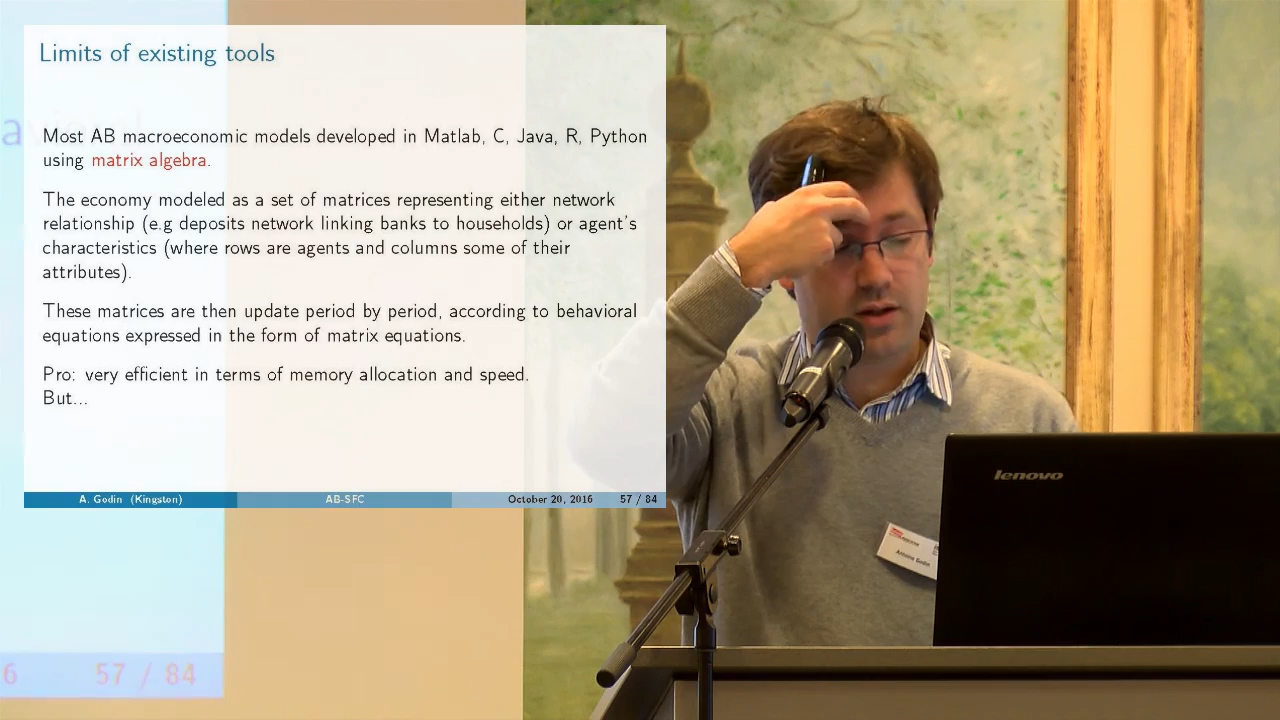 Limits of existing tools
Most AB macroeconomic models developed in Matlab, C, Java, R, Python
using matrix algebra.
The economy modeled as a set of matrices representing either network
relationship (e.g deposits network linking banks to households) or agent's
characteristics (where rows are agents and columns some of their
attributes).
These matrices are then update period by period, according to behavioral
equations expressed in the form of matrix equations.
Pro: very efficient in terms of memory allocation and speed.
But...
A. Godin (Kingston) AB-SFC October 20, 2016 57 / 84
lenovo
Antoine Godin
6 57 / 84